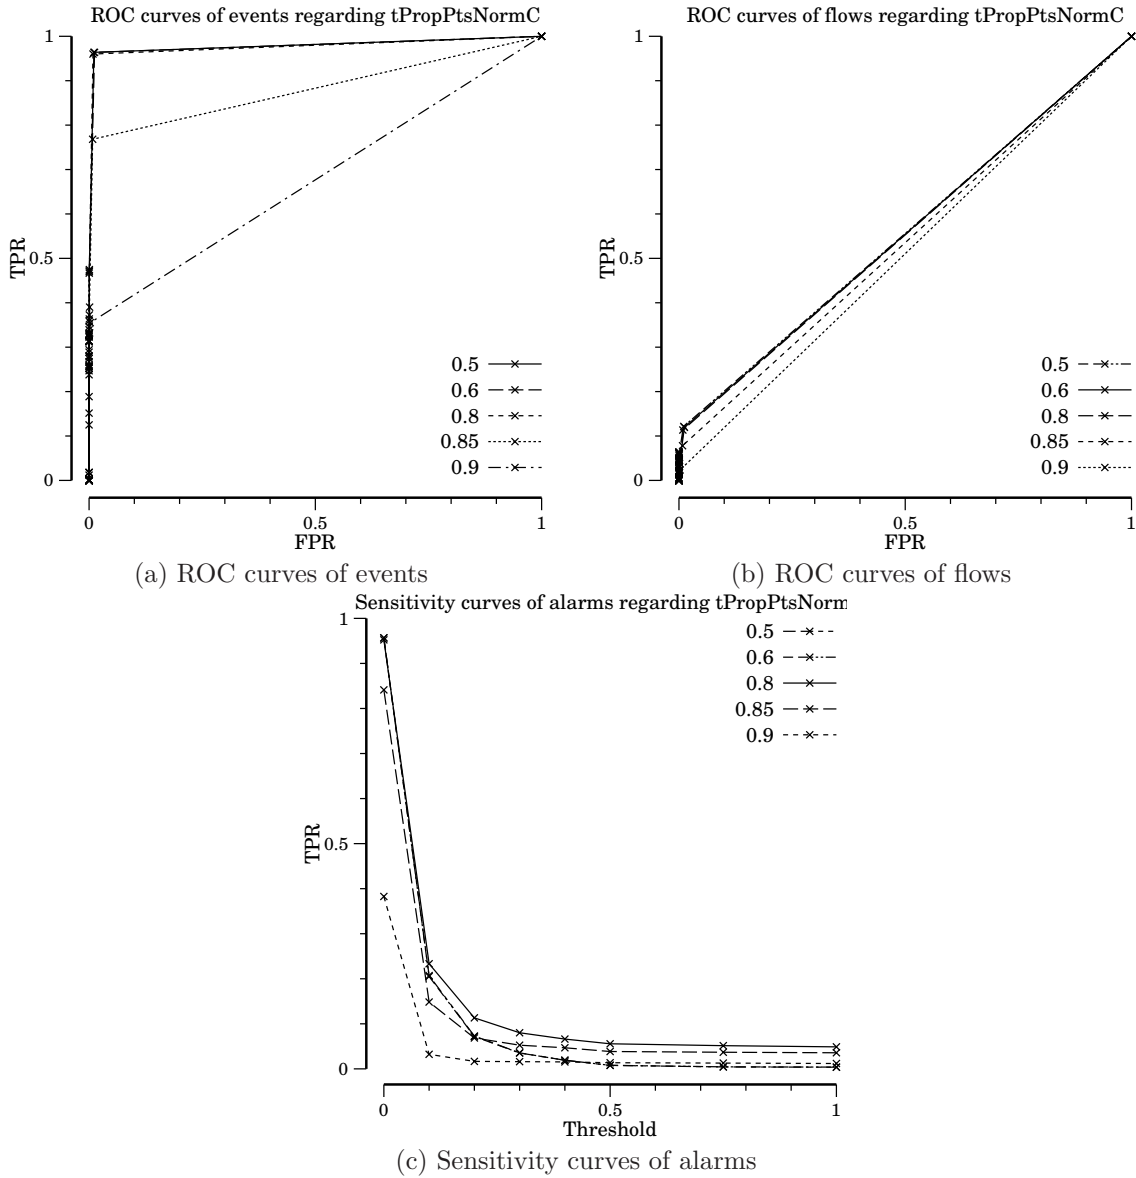 ROC curves of events regarding tPropPtsNormC
1
0.5
0
TPR
0.5
0.6
0.8
0.85
0.9
0 0.5 1
FPR
(a) ROC curves of events
ROC curves of flows regarding tPropPtsNormC
1
0.5
0
TPR
0.5
0.6
0.8
0.85
0.9
0 0.5 1
FPR
(b) ROC curves of flows
Sensitivity curves of alarms regarding tPropPtsNorm
1
0.5
0
TPR
0.5
0.6
0.8
0.85
0.9
0 0.5 1
Threshold
(c) Sensitivity curves of alarms